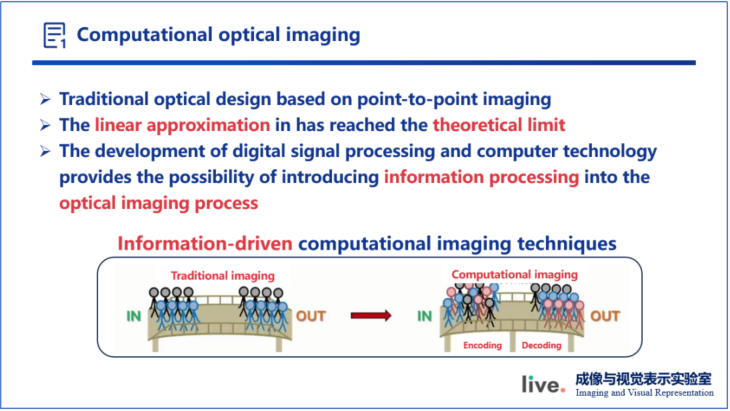 1
Computational optical imaging
➢ Traditional optical design based on point-to-point imaging
➢ The linear approximation in has reached the theoretical limit
➢ The development of digital signal processing and computer technology
provides the possibility of introducing information processing into the
optical imaging process
Information-driven computational imaging techniques
Traditional imaging
IN
OUT
Computational imaging
IN
OUT
Encoding
Decoding
live.
成像与视觉表示实验室
Imaging and Visual Representation